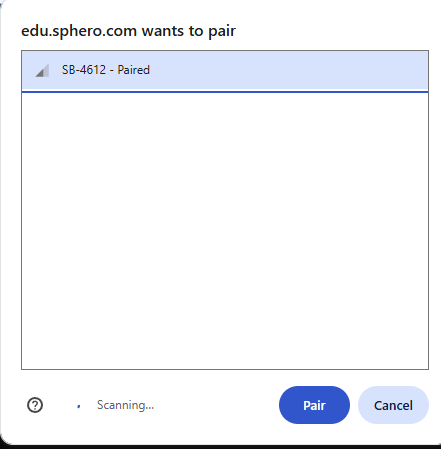 edu.sphero.com wants to pair
SB-4612 - Paired
Scanning...
Pair
Cancel